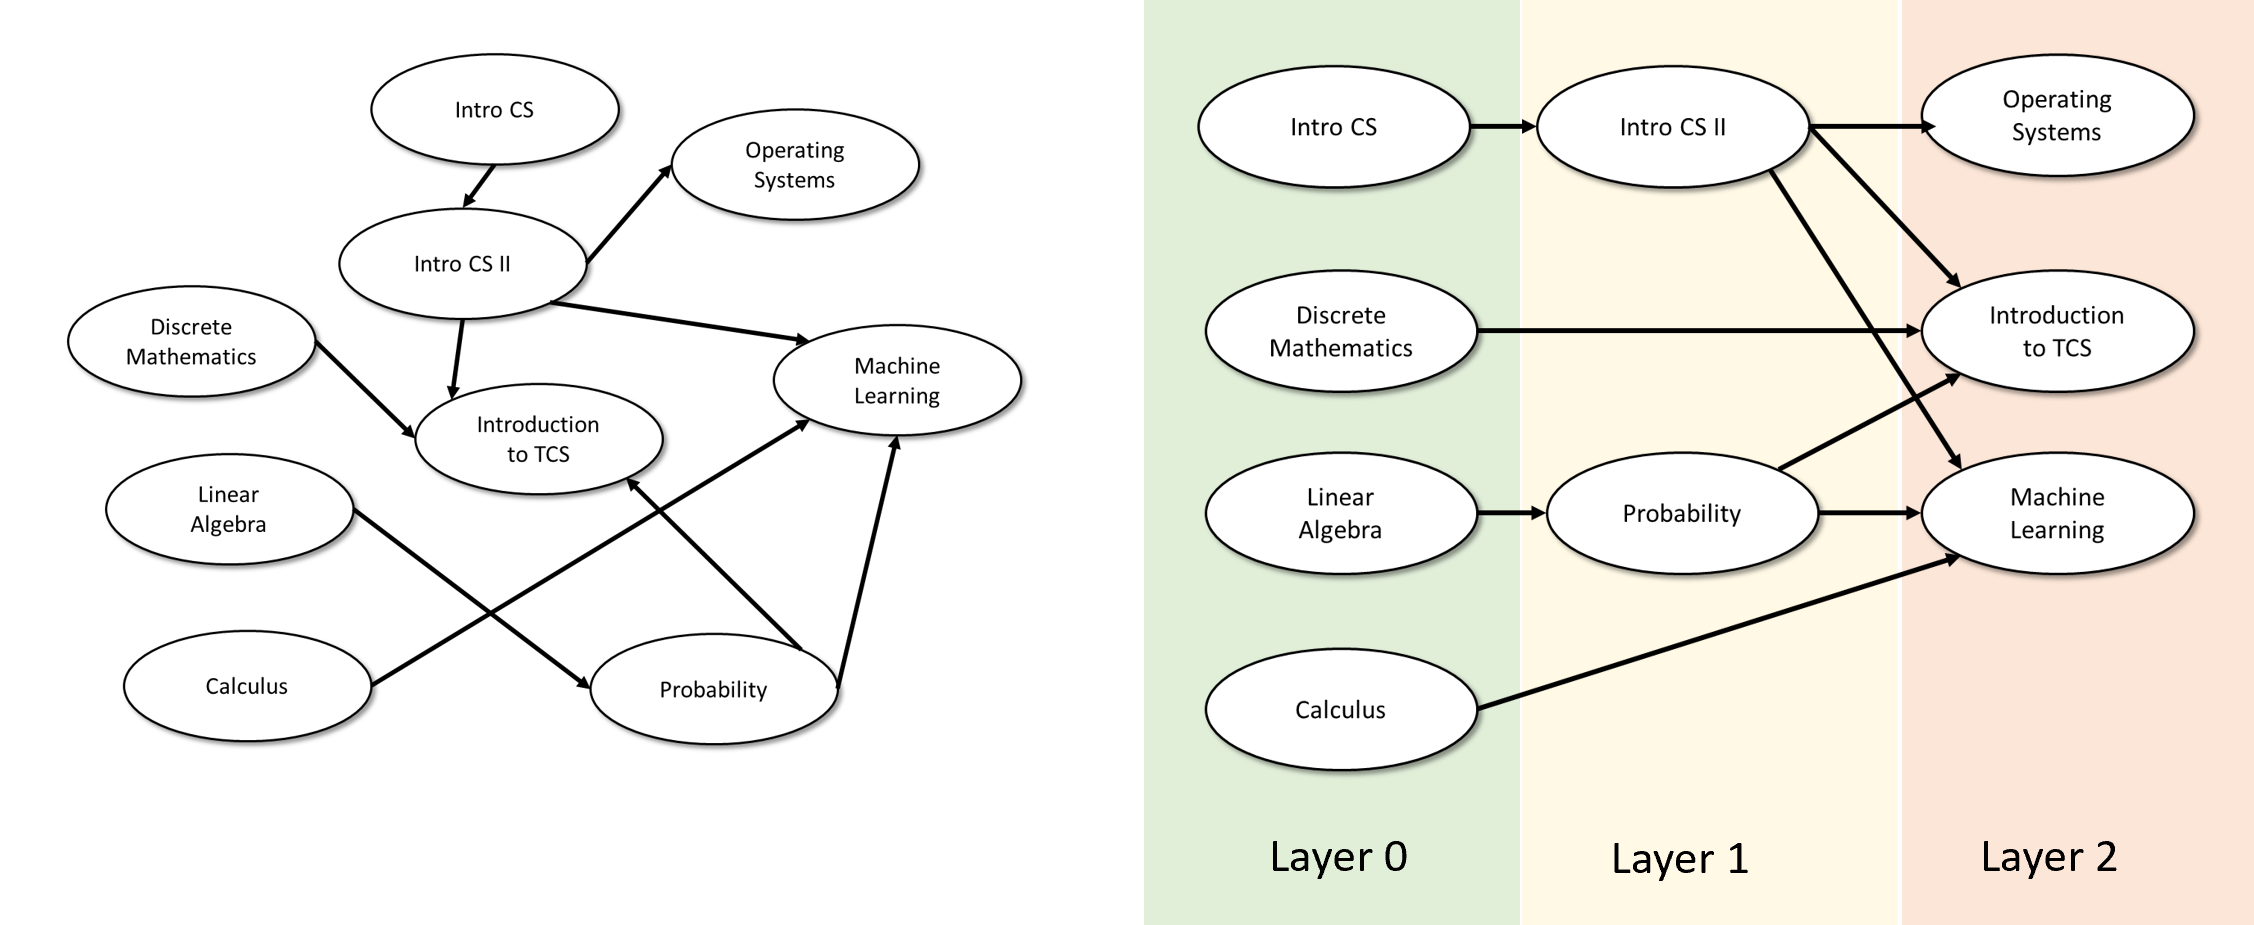 Intro CS
Operating
Systems
Intro CS II
Discrete
Mathematics
Machine
Learning
Introduction
to TCS
Linear
Algebra
Calculus
Probability
Intro CS
Intro CS II
Operating
Systems
Discrete
Mathematics
Introduction
to TCS
Linear
Algebra
Probability
Machine
Learning
Calculus
Layer 0
Layer 1
Layer 2